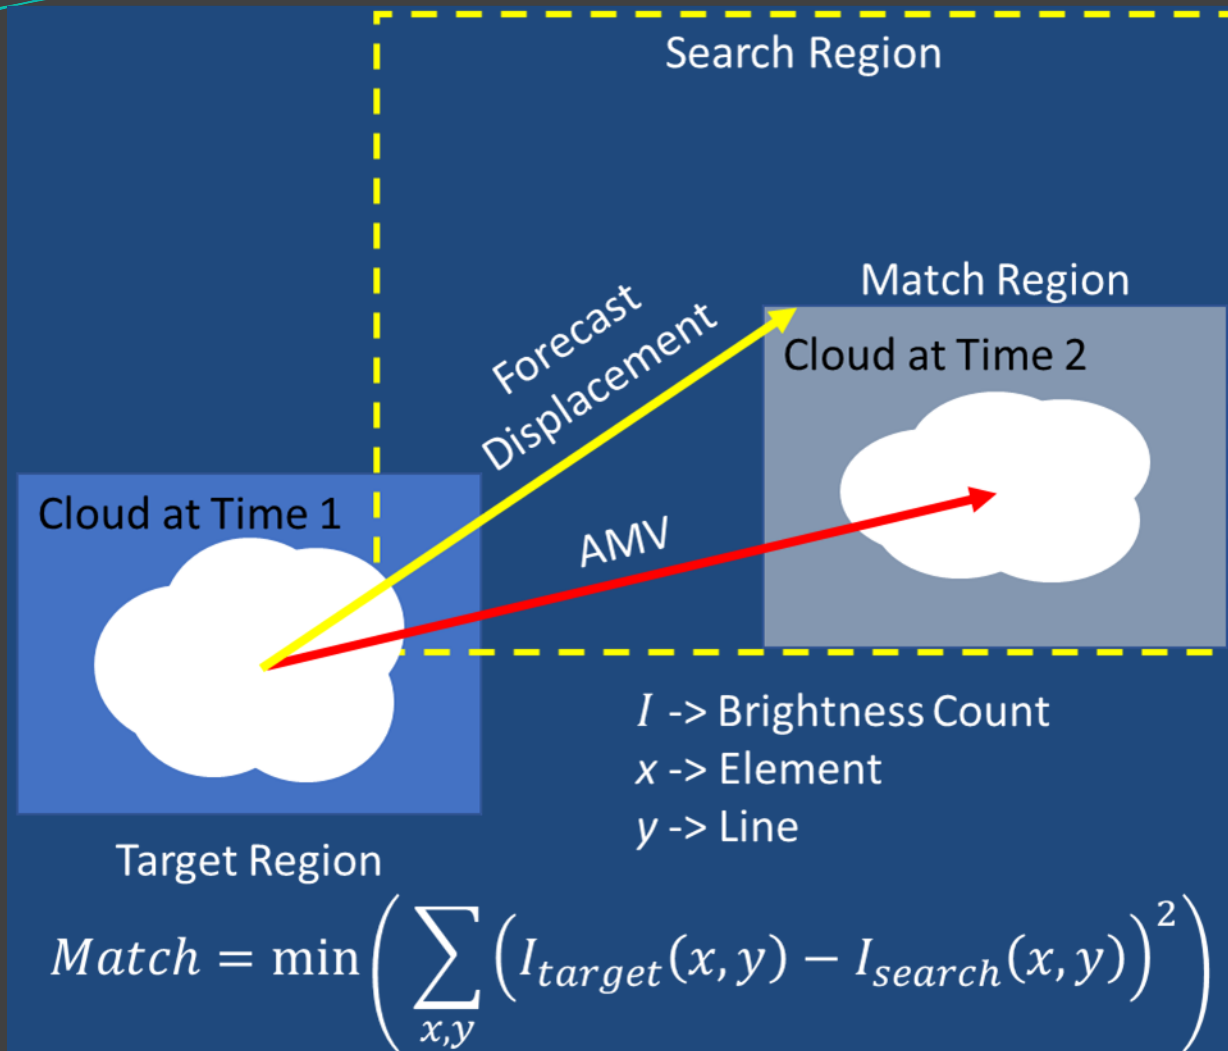 Search Region
Match Region
Forecast
Displacement
Cloud at Time 2
Cloud at Time 1
AMV
I -> Brightness Count
x -> Element
y -> Line
Target Region
Match = min(∑x,y (Itarget(x, y) − Isearch(x, y))²)